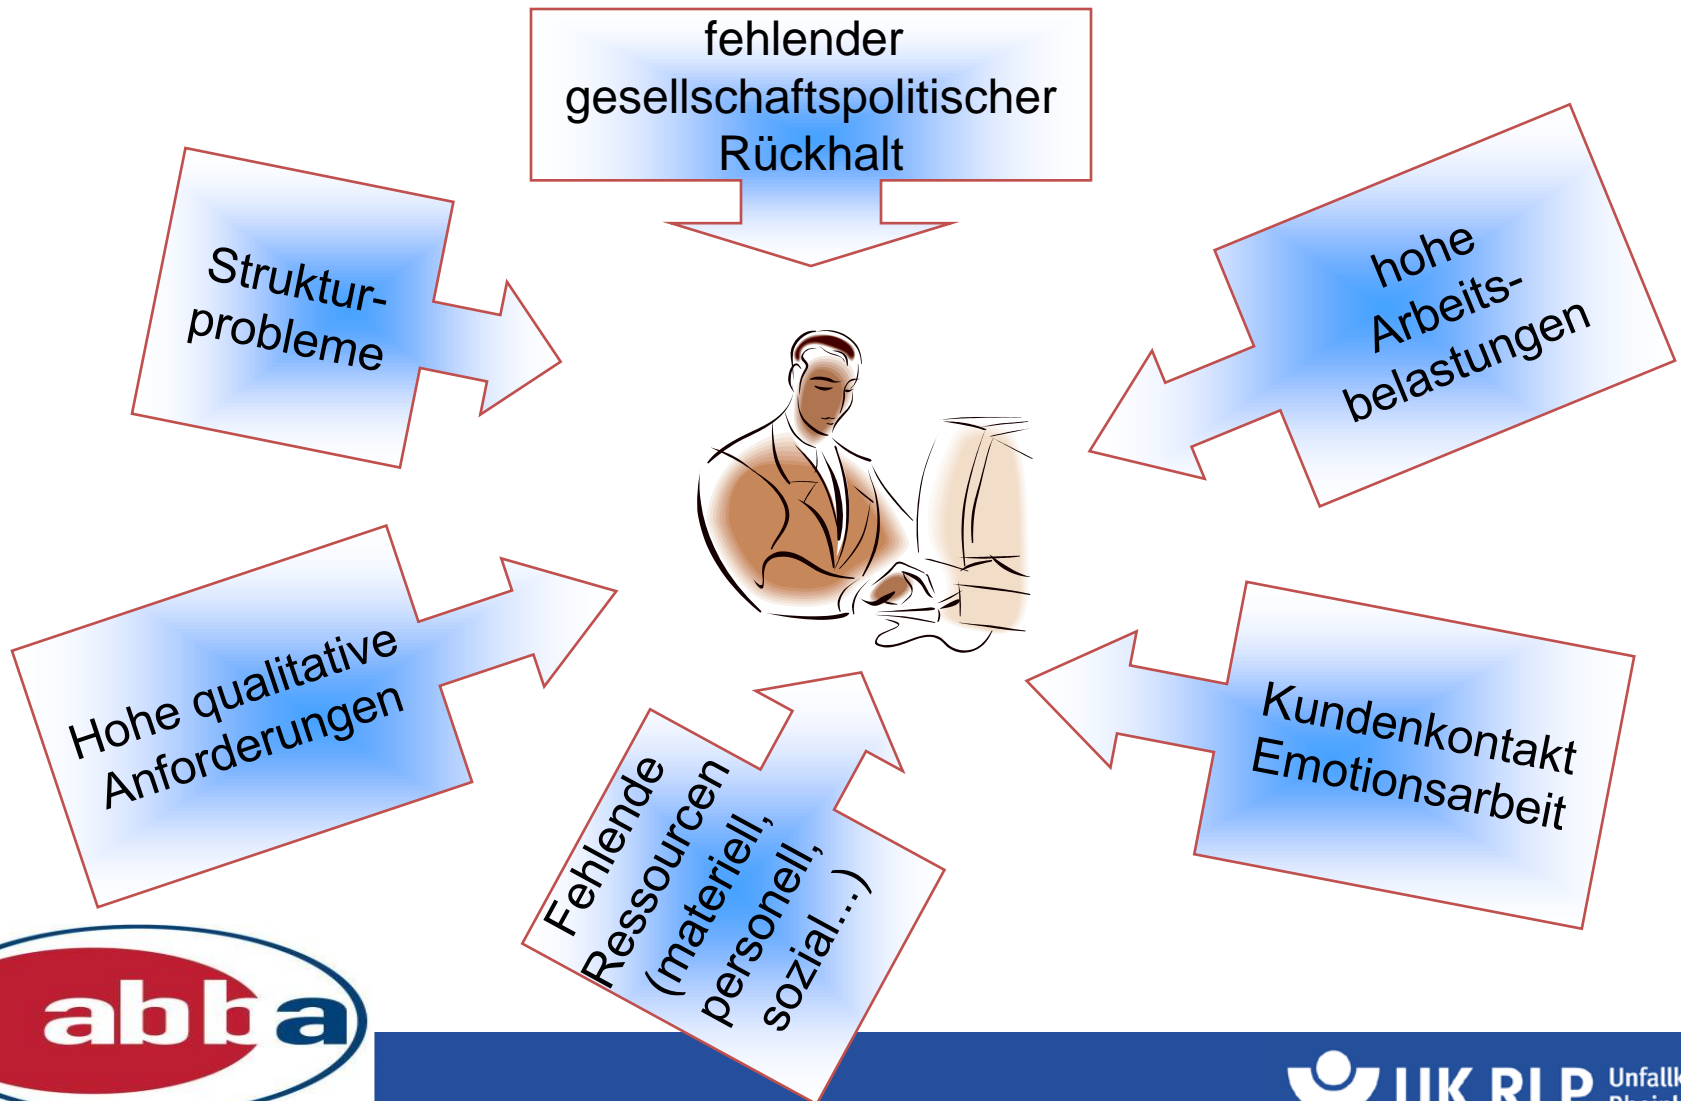 fehlender
gesellschaftspolitischer
Rückhalt
Struktur-
probleme
hohe
Arbeits-
belastungen
Hohe qualitative
Anforderungen
Kundenkontakt
Emotionsarbeit
Fehlende
Ressourcen
(materiell,
personell,
sozial...)
abba
UK RLP